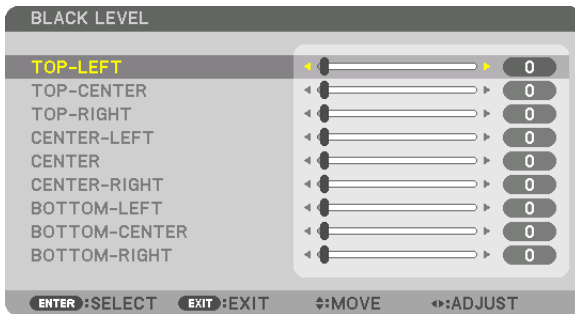 BLACK LEVEL
TOP-LEFT 0
TOP-CENTER 0
TOP-RIGHT 0
CENTER-LEFT 0
CENTER 0
CENTER-RIGHT 0
BOTTOM-LEFT 0
BOTTOM-CENTER 0
BOTTOM-RIGHT 0
ENTER:SELECT EXIT:EXIT :MOVE :ADJUST